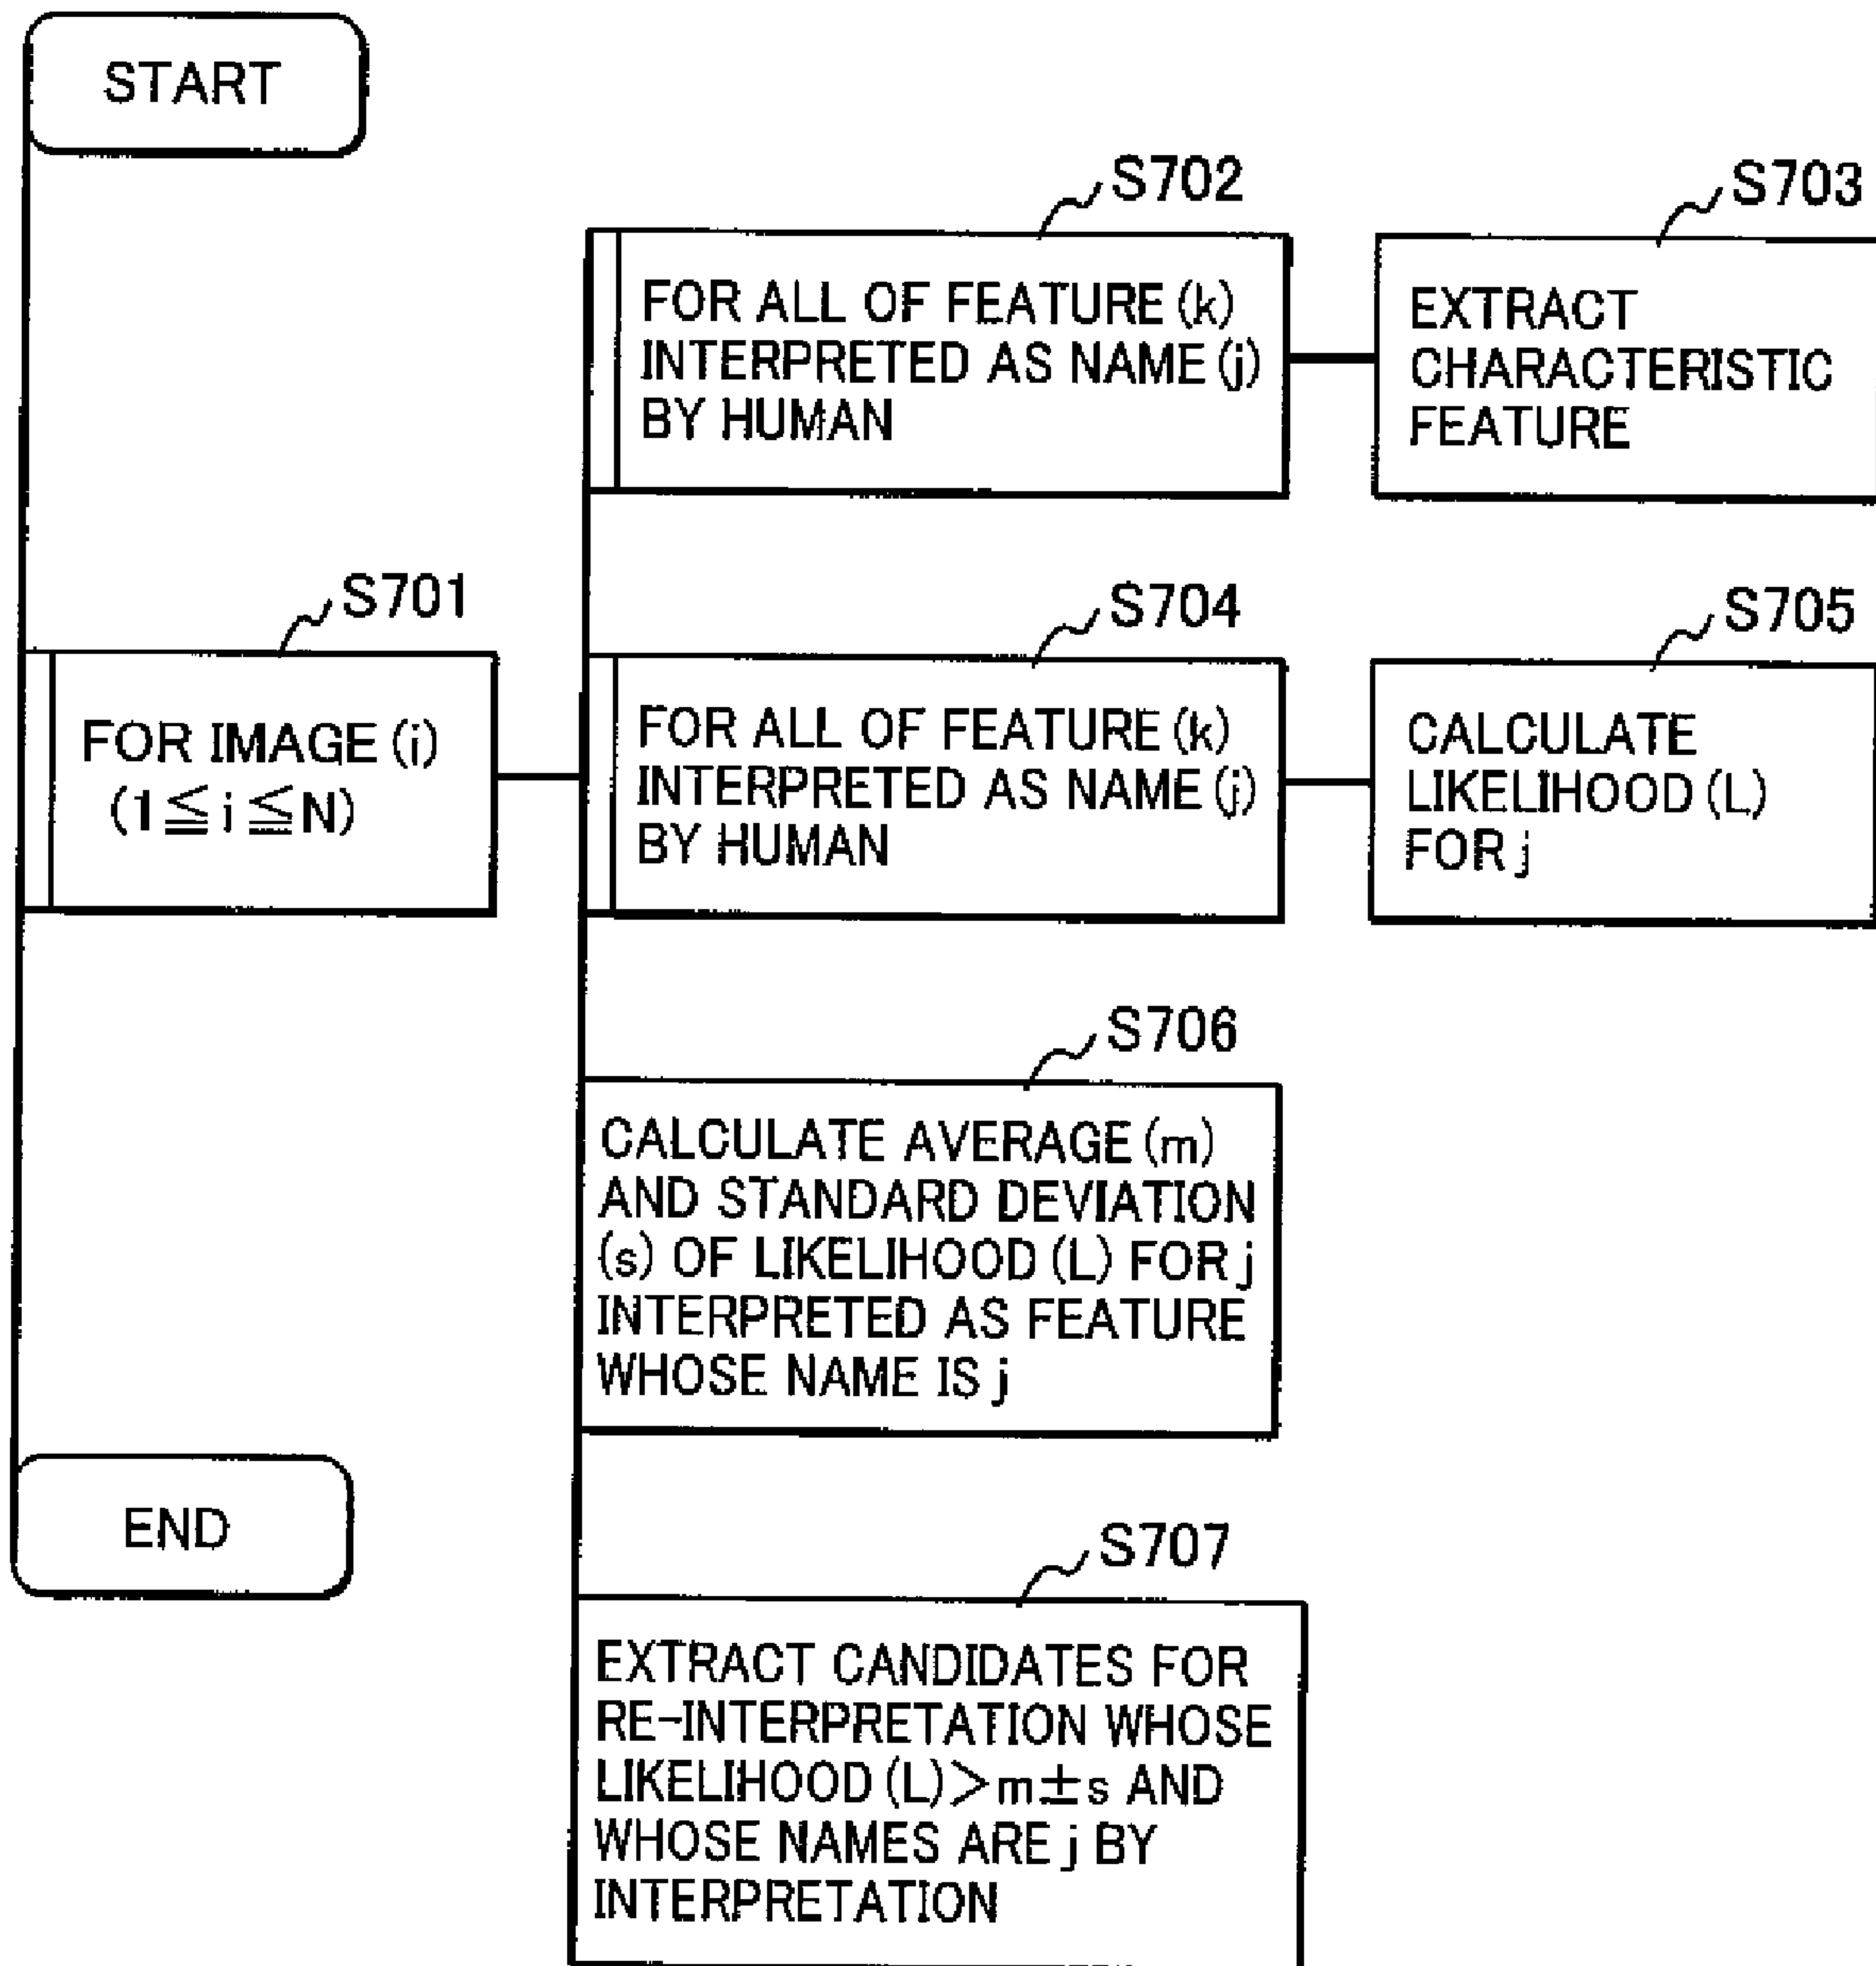 START
S702
FOR ALL OF FEATURE (k)
INTERPRETED AS NAME (j)
BY HUMAN
S703
EXTRACT
CHARACTERISTIC
FEATURE
S701
FOR IMAGE (i)
(1≦i≦N)
S704
FOR ALL OF FEATURE (k)
INTERPRETED AS NAME (j)
BY HUMAN
S705
CALCULATE
LIKELIHOOD (L)
FOR j
S706
CALCULATE AVERAGE (m)
AND STANDARD DEVIATION
(s) OF LIKELIHOOD (L) FOR j
INTERPRETED AS FEATURE
WHOSE NAME IS j
END
S707
EXTRACT CANDIDATES FOR
RE-INTERPRETATION WHOSE
LIKELIHOOD (L)>m±s AND
WHOSE NAMES ARE j BY
INTERPRETATION